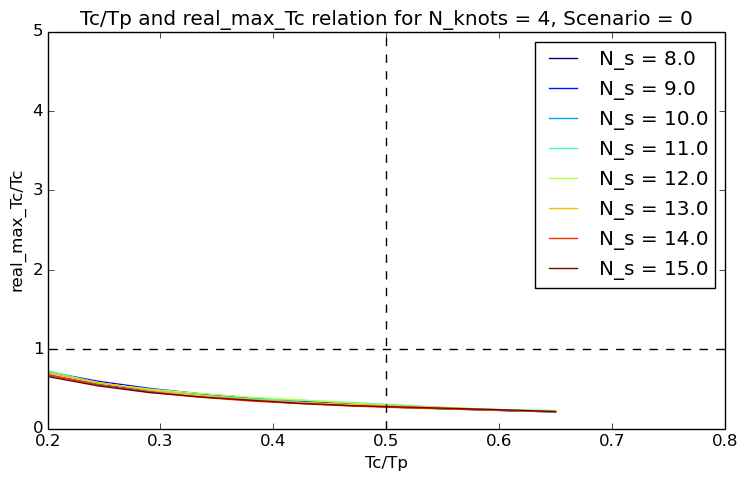 Tc/Tp and real_max_Tc relation for N_knots = 4, Scenario = 0
5
4
3
2
1
0
real_max_Tc/Tc
N_s = 8.0
N_s = 9.0
N_s = 10.0
N_s = 11.0
N_s = 12.0
N_s = 13.0
N_s = 14.0
N_s = 15.0
0.2 0.3 0.4 0.5 0.6 0.7 0.8
Tc/Tp